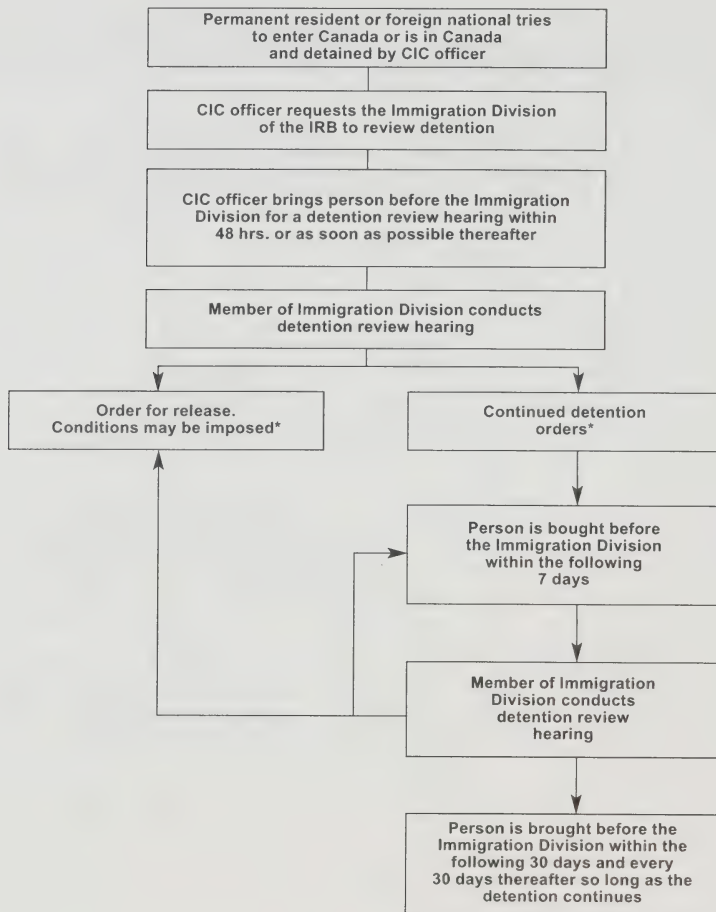 Permanent resident or foreign national tries
to enter Canada or is in Canada
and detained by CIC officer
CIC officer requests the Immigration Division
of the IRB to review detention
CIC officer brings person before the Immigration
Division for a detention review hearing within
48 hrs. or as soon as possible thereafter
Member of Immigration Division conducts
detention review hearing
Order for release.
Conditions may be imposed*
Continued detention
orders*
Person is bought before
the Immigration Division
within the following
7 days
Member of Immigration
Division conducts
detention review
hearing
Person is brought before the
Immigration Division within the
following 30 days and every
30 days thereafter so long as the
detention continues